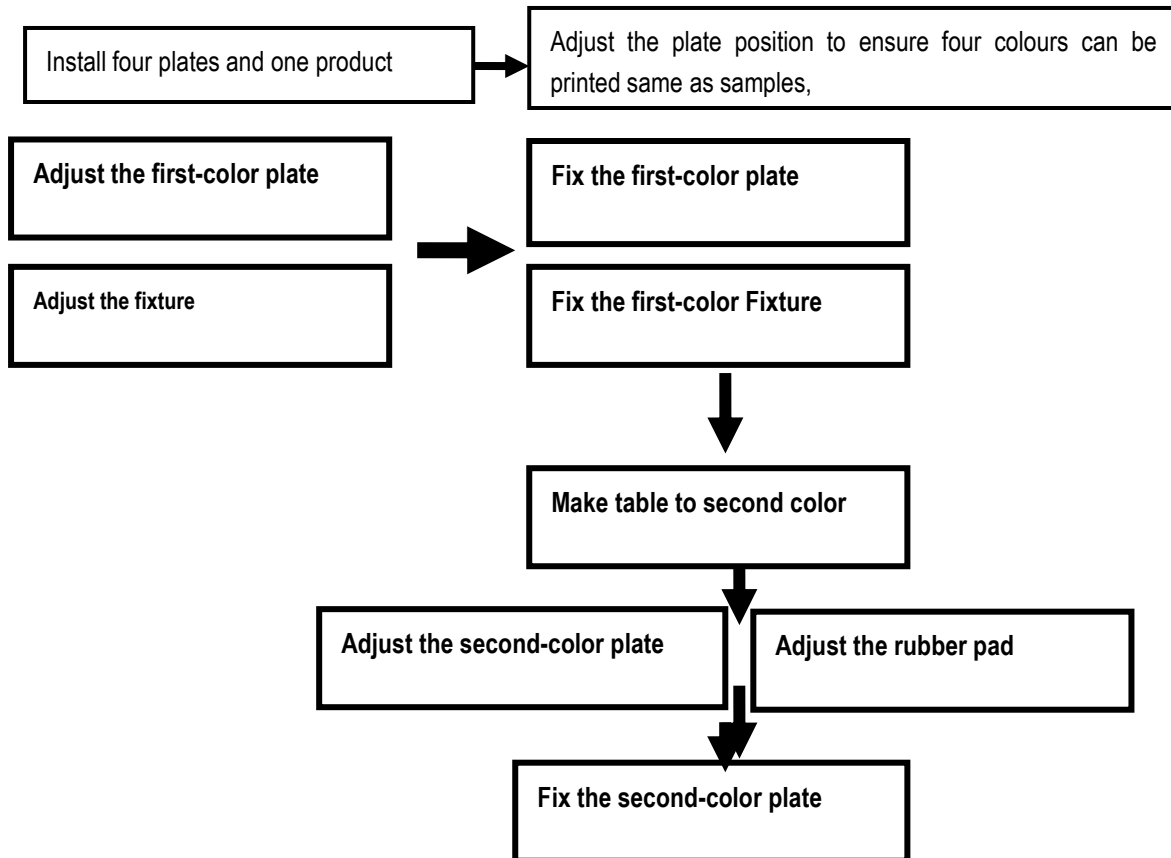 Install four plates and one product
Adjust the plate position to ensure four colours can be
printed same as samples,
Adjust the first-color plate
Fix the first-color plate
Adjust the fixture
Fix the first-color Fixture
Make table to second color
Adjust the second-color plate
Adjust the rubber pad
Fix the second-color plate